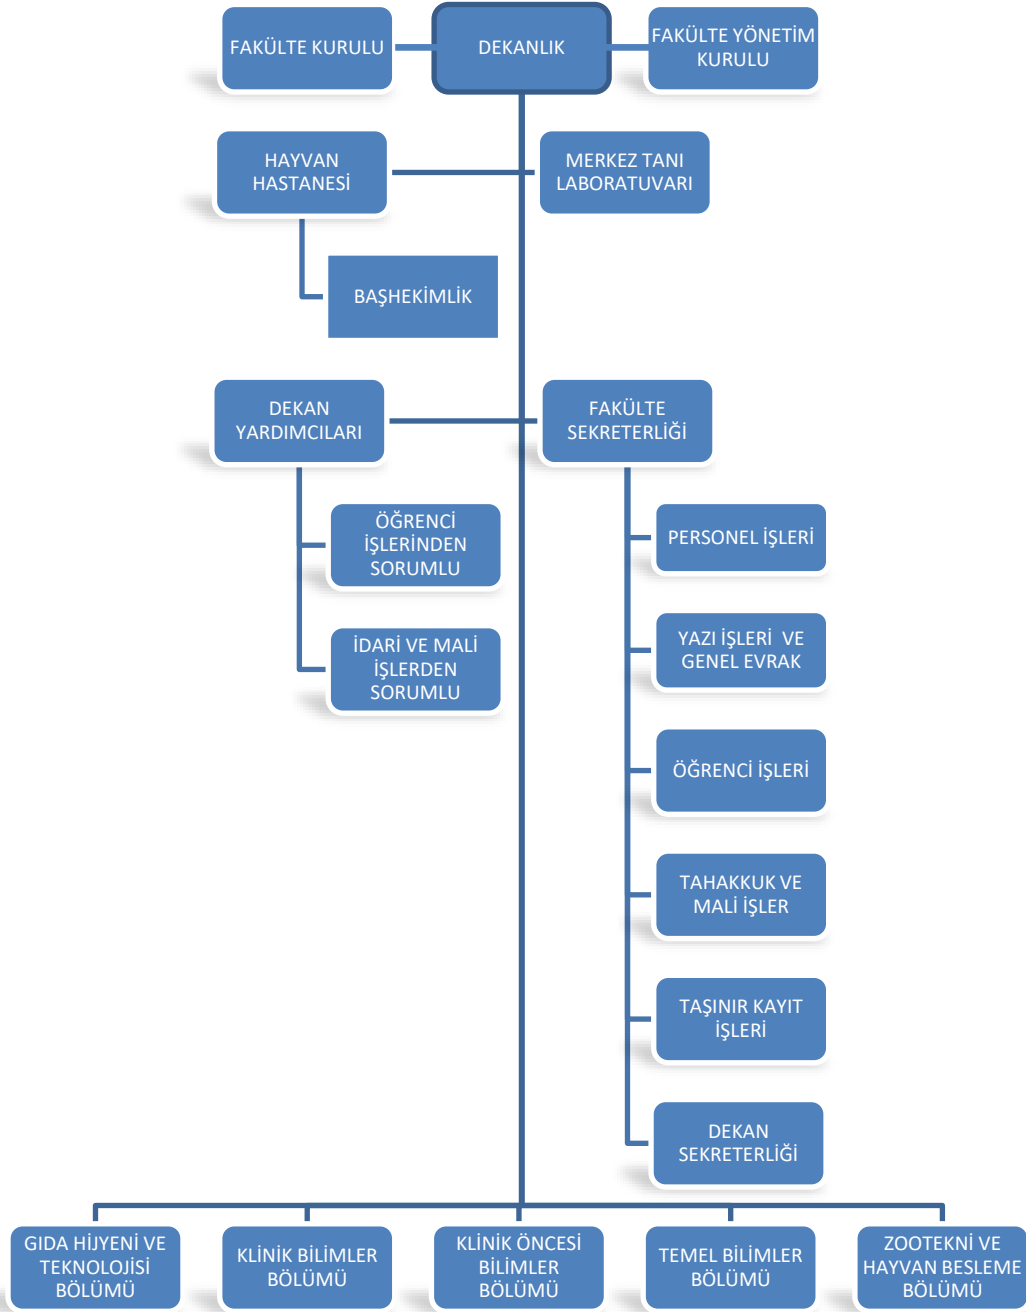 FAKÜLTE KURULU
DEKANLIK
FAKÜLTE YÖNETİM
KURULU
HAYVAN
HASTANESİ
MERKEZ TANI
LABORATUVARI
BAŞHEKİMLİK
DEKAN
YARDIMCILARI
FAKÜLTE
SEKRETERLİĞİ
ÖĞRENCİ
İŞLERİNDEN
SORUMLU
İDARİ VE MALİ
İŞLERDEN
SORUMLU
PERSONEL İŞLERİ
YAZI İŞLERİ VE
GENEL EVRAK
ÖĞRENCİ İŞLERİ
TAHAKKUK VE
MALİ İŞLER
TAŞINIR KAYIT
İŞLERİ
DEKAN
SEKRETERLİĞİ
GIDA HİJYENİ VE
TEKNOLOJİSİ
BÖLÜMÜ
KLİNİK BİLİMLER
BÖLÜMÜ
KLİNİK ÖNCESİ
BİLİMLER
BÖLÜMÜ
TEMEL BİLİMLER
BÖLÜMÜ
ZOOTEKNİ VE
HAYVAN BESLEME
BÖLÜMÜ